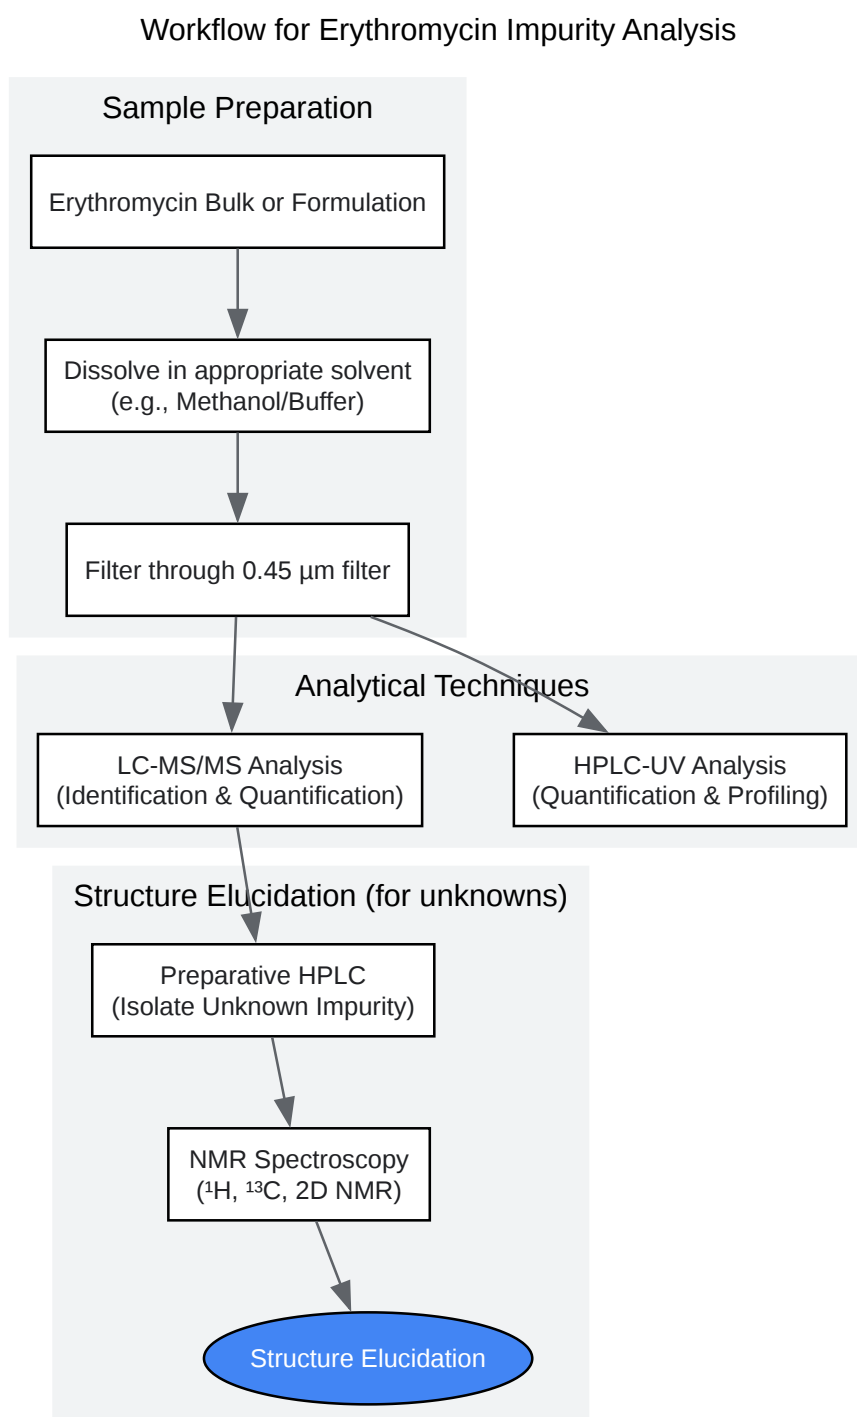 Workflow for Erythromycin Impurity Analysis
Sample Preparation
Erythromycin Bulk or Formulation
Dissolve in appropriate solvent
(e.g., Methanol/Buffer)
Filter through 0.45 µm filter
Analytical Techniques
LC-MS/MS Analysis
(Identification & Quantification)
HPLC-UV Analysis
(Quantification & Profiling)
Structure Elucidation (for unknowns)
Preparative HPLC
(Isolate Unknown Impurity)
NMR Spectroscopy
(¹H, ¹³C, 2D NMR)
Structure Elucidation